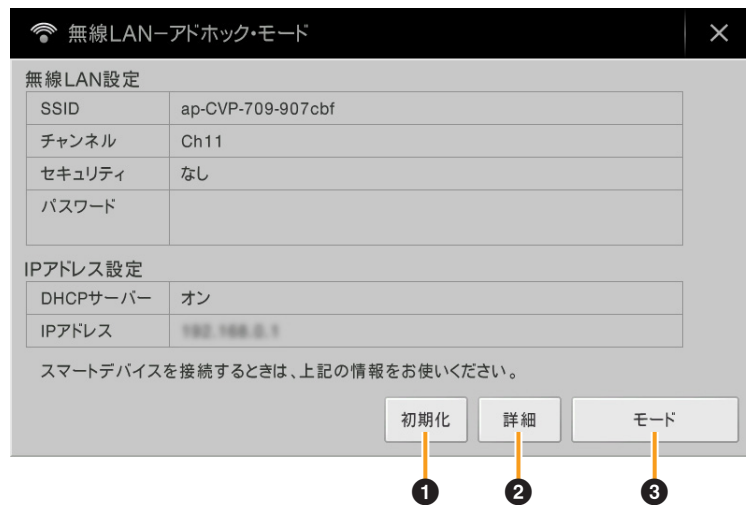 無線LAN−アドホック・モード
無線LAN設定
SSID ap-CVP-709-907cbf
チャンネル Ch11
セキュリティ なし
パスワード
IPアドレス設定
DHCPサーバー オン
IPアドレス
スマートデバイスを接続するときは、上記の情報をお使いください。
初期化 詳細 モード
1 2 3